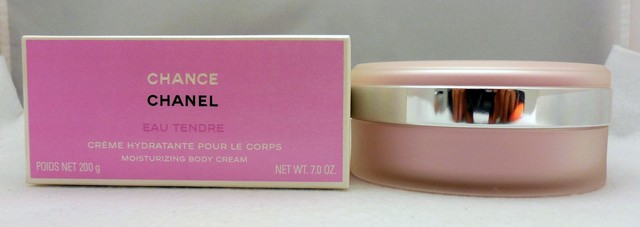 CHANCE
CHANEL
EAU TENDRE
CRÈME HYDRATANTE POUR LE CORPS
MOISTURIZING BODY CREAM
POIDS NET 200 g
NET. WT. 7.0 OZ.